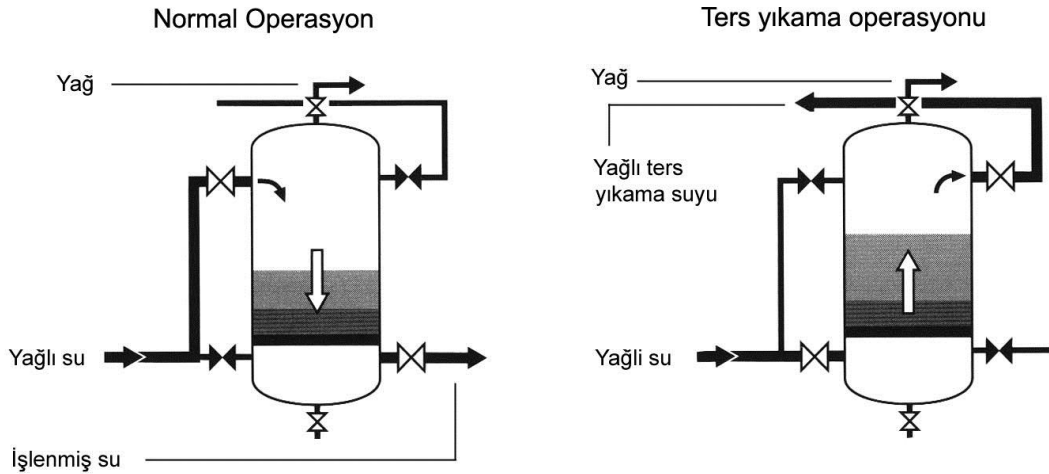 Normal Operasyon
Yağ
Yağlı su
İşlenmiş su
Ters yıkama operasyonu
Yağ
Yağlı ters
yıkama suyu
Yağli su